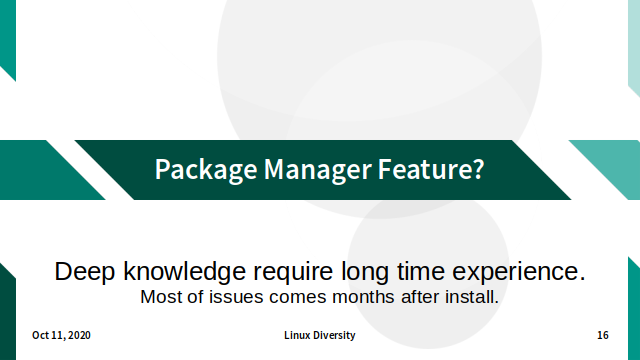 Package Manager Feature?
Deep knowledge require long time experience.
Most of issues comes months after install.
Oct 11, 2020
Linux Diversity
16